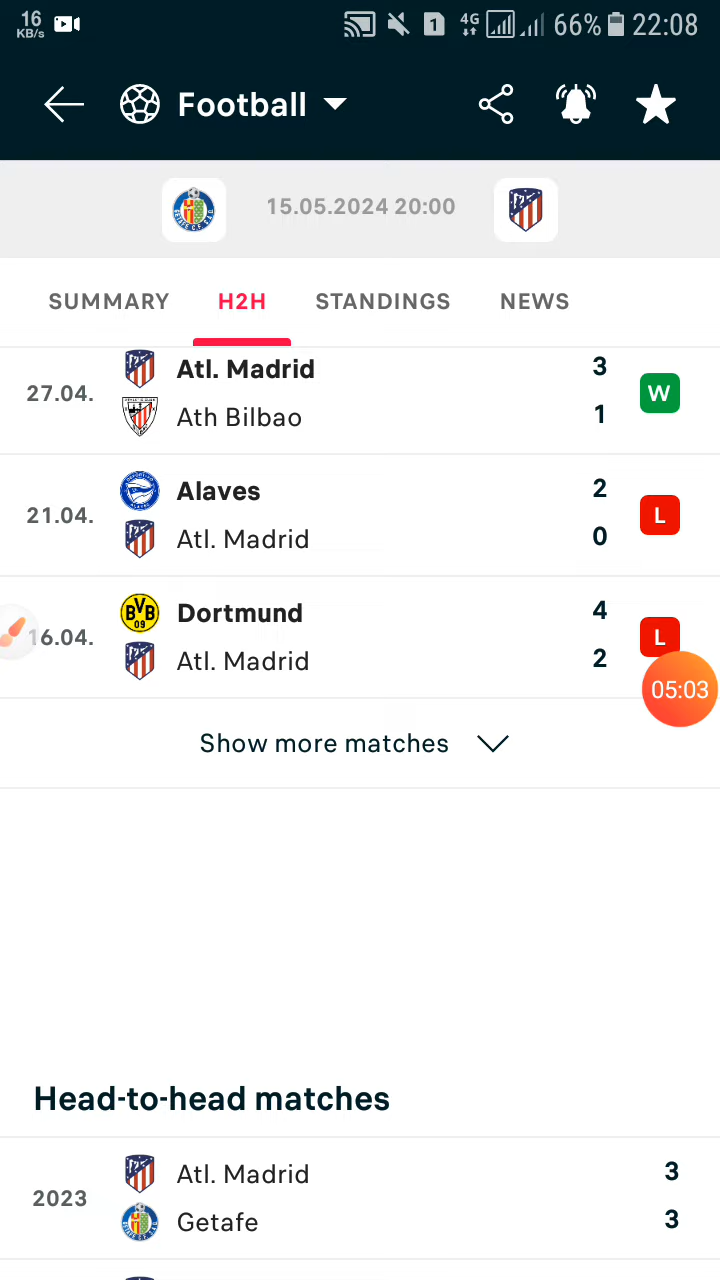 16 KB/s 1 4G 66% 22:08
Football
15.05.2024 20:00
SUMMARY H2H STANDINGS NEWS
27.04. Atl. Madrid 3 W
Ath Bilbao 1
21.04. Alaves 2 L
Atl. Madrid 0
16.04. BVB 09 Dortmund 4 L
Atl. Madrid 2
05:03
Show more matches
Head-to-head matches
2023 Atl. Madrid 3
Getafe 3